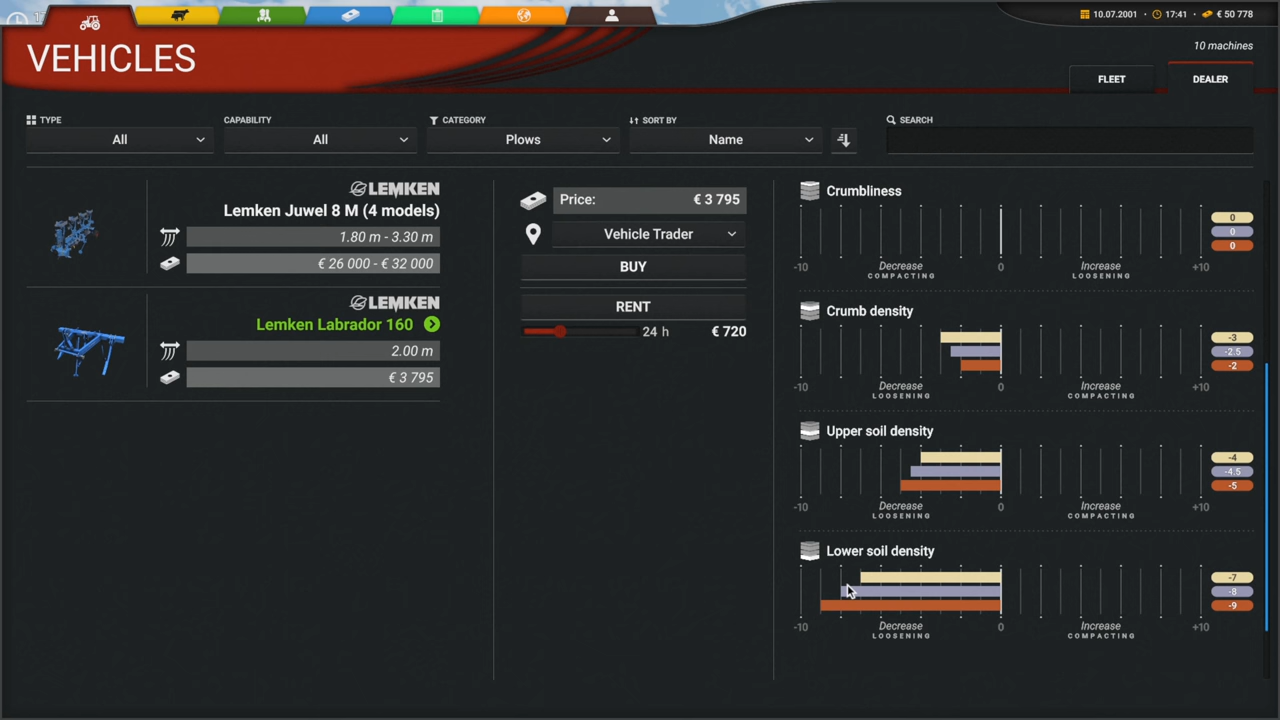 10.07.2001 • 17:41 • € 50 778
VEHICLES
10 machines
FLEET
DEALER
TYPE
All
CAPABILITY
All
CATEGORY
Plows
SORT BY
Name
SEARCH
LEMKEN
Lemken Juwel 8 M (4 models)
1.80 m - 3.30 m
€ 26 000 - € 32 000
LEMKEN
Lemken Labrador 160
2.00 m
€ 3 795
Price: € 3 795
Vehicle Trader
BUY
RENT
24 h € 720
Crumbliness
0
0
0
-10 Decrease 0 Increase +10
COMPACTING LOOSENING
Crumb density
-3
-2.5
-2
-10 Decrease 0 Increase +10
LOOSENING COMPACTING
Upper soil density
-4
-4.5
-5
-10 Decrease 0 Increase +10
LOOSENING COMPACTING
Lower soil density
-7
-8
-9
-10 Decrease 0 Increase +10
LOOSENING COMPACTING